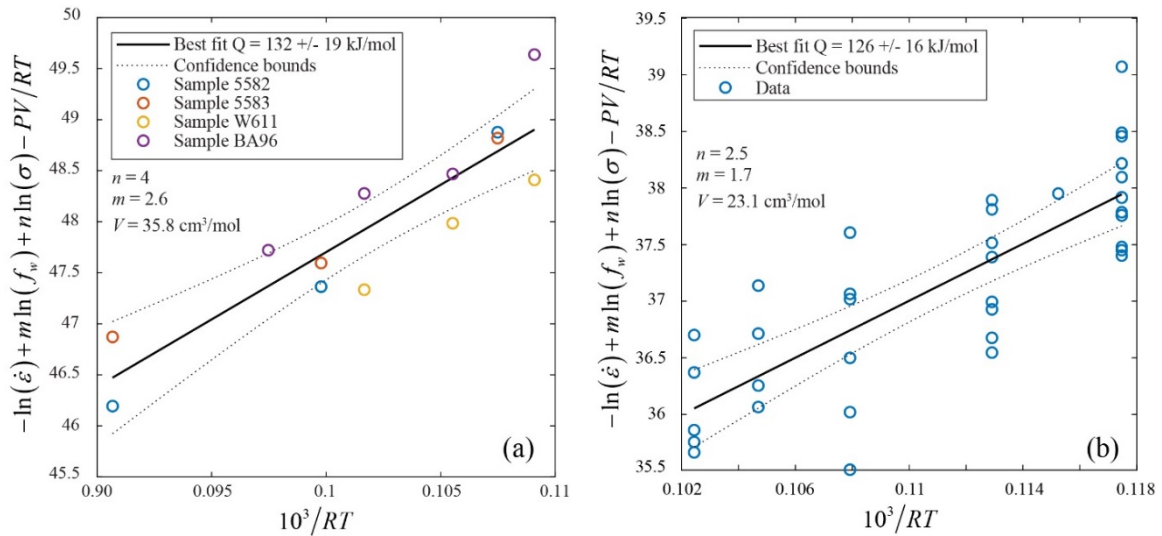 50
49.5
49
48.5
48
47.5
47
46.5
46
45.5
−ln(ε̇)+mln(f_w)+nln(σ)−PV/RT
Best fit Q = 132 +/- 19 kJ/mol
Confidence bounds
Sample 5582
Sample 5583
Sample W611
Sample BA96
n = 4
m = 2.6
V = 35.8 cm³/mol
(a)
0.90 0.095 0.1 0.105 0.11
10³/RT
39.5
39
38.5
38
37.5
37
36.5
36
35.5
−ln(ε̇)+mln(f_w)+nln(σ)−PV/RT
Best fit Q = 126 +/- 16 kJ/mol
Confidence bounds
Data
n = 2.5
m = 1.7
V = 23.1 cm³/mol
(b)
0.102 0.106 0.11 0.114 0.118
10³/RT